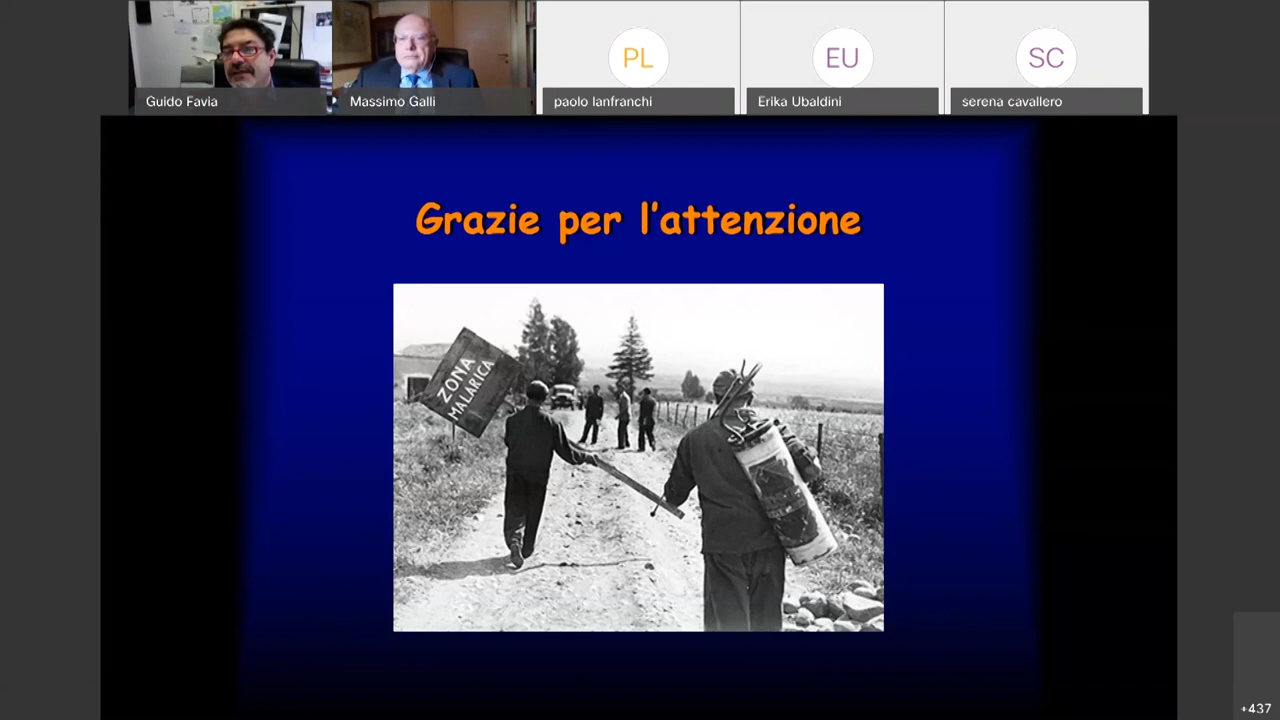 PL
EU
SC
Guido Favia
Massimo Galli
paolo lanfranchi
Erika Ubaldini
serena cavallero
Grazie per l'attenzione
ZONA
MALARICA
+437